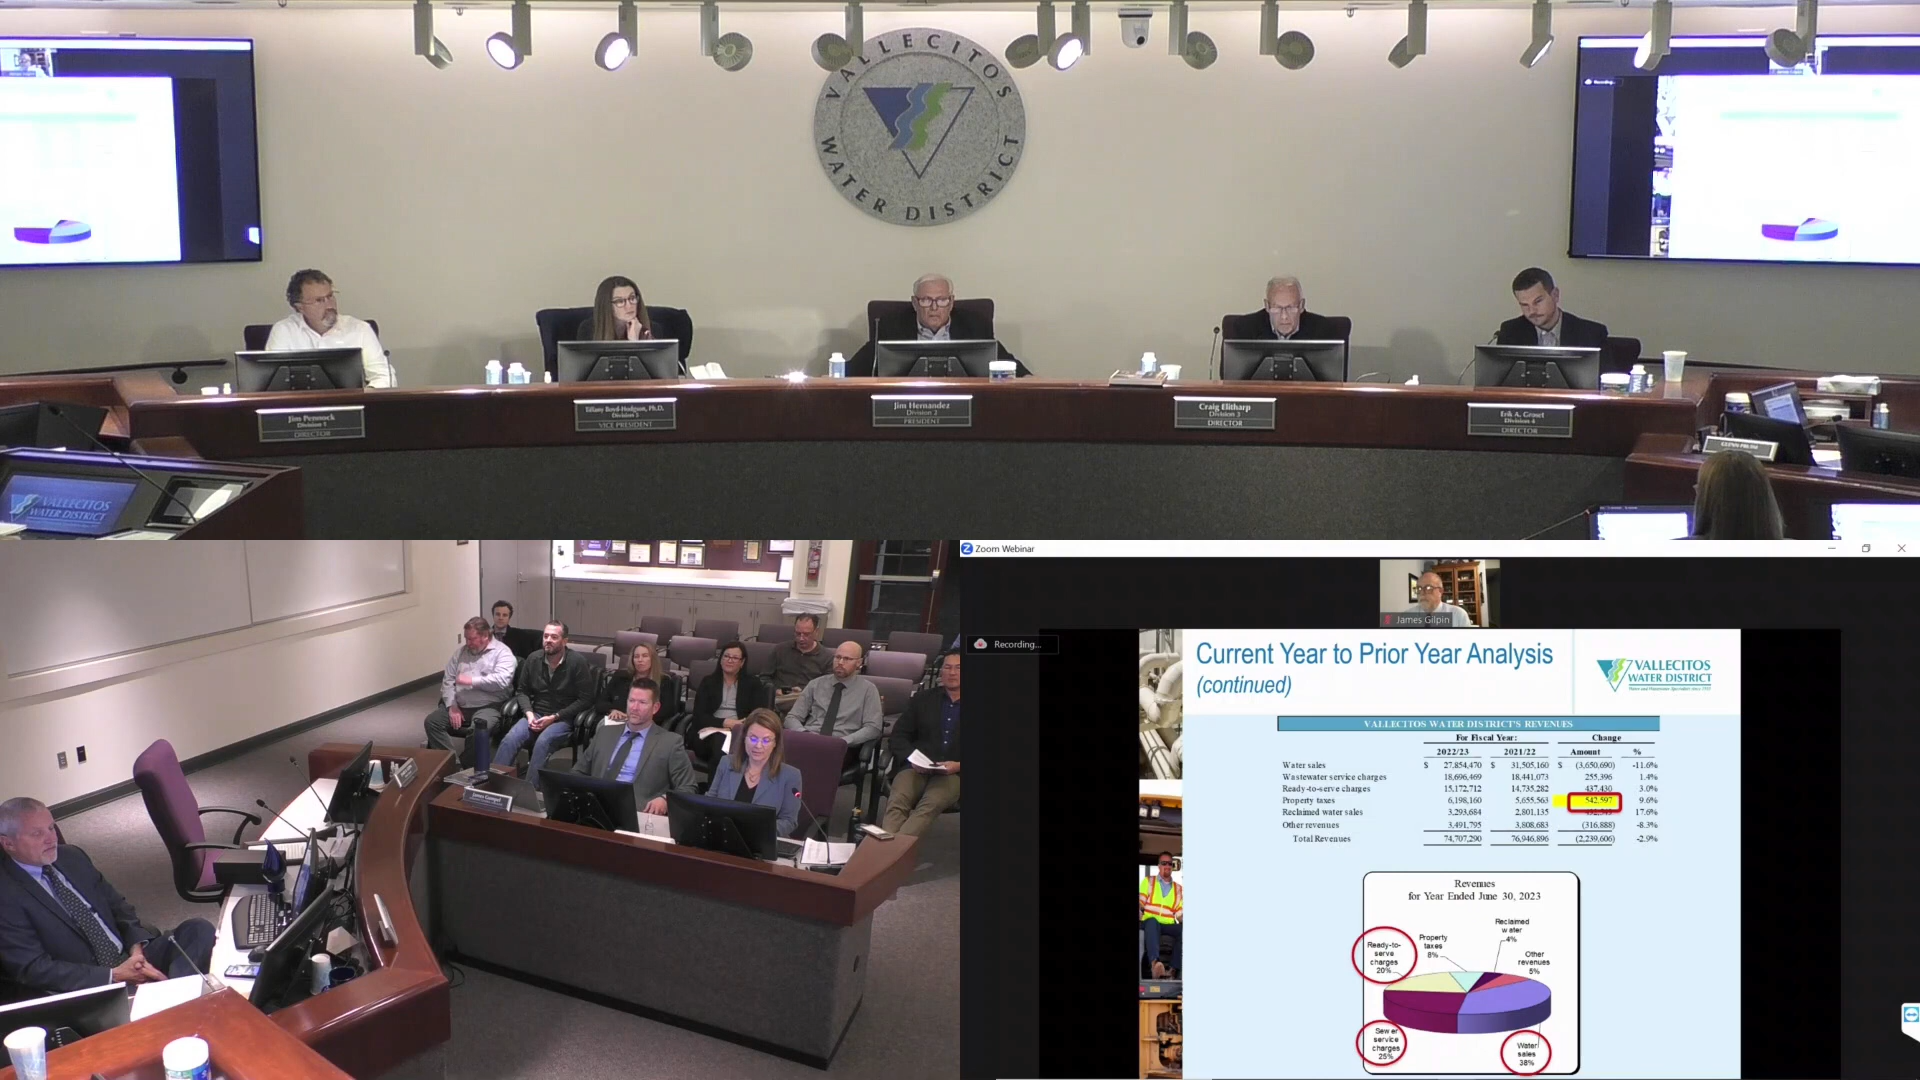 VALLECITOS
WATER DISTRICT
Jim Pennock
Division 1
DIRECTOR
Tiffany Boyd-Hodgson, Ph.D.
VICE PRESIDENT
Jim Hernandez
Division 2
PRESIDENT
Craig Elitharp
Division 3
DIRECTOR
Erik A. Groset
Division 4
DIRECTOR
VALLECITOS
WATER DISTRICT
Zoom Webinar
James Gilpin
Recording...
Current Year to Prior Year Analysis
(continued)
VALLECITOS
WATER DISTRICT
VALLECITOS WATER DISTRICT'S REVENUES
For Fiscal Year: Change
2022/23 2021/22 Amount %
Water sales $ 27,854,470 $ 31,505,160 $ (3,650,690) -11.6%
Wastewater service charges 18,696,469 18,441,073 255,396 1.4%
Ready-to-serve charges 15,172,712 14,735,282 437,430 3.0%
Property taxes 6,198,160 5,655,563 542,597 9.6%
Reclaimed water sales 3,293,684 2,801,135 17.6%
Other revenues 3,491,795 3,808,683 (316,888) -8.3%
Total Revenues 74,707,290 76,946,896 (2,239,606) -2.9%
Revenues
for Year Ended June 30, 2023
Reclaimed
water
4%
Property
taxes
8%
Ready-to-
serve
charges
20%
Other
revenues
5%
Sewer
service
charges
25%
Water
sales
38%